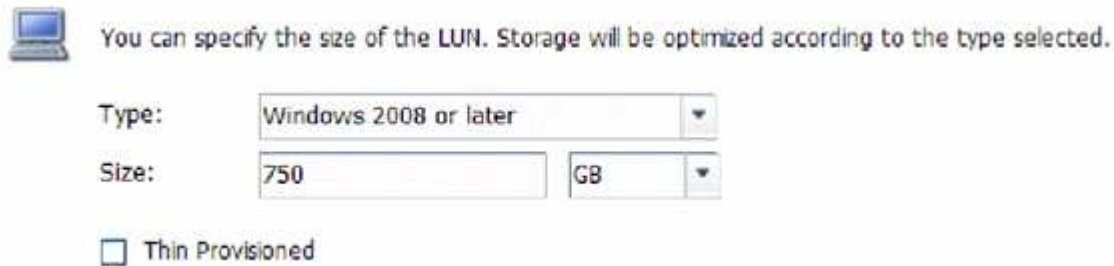 You can specify the size of the LUN. Storage will be optimized according to the type selected.
Type: Windows 2008 or later
Size: 750 GB
Thin Provisioned